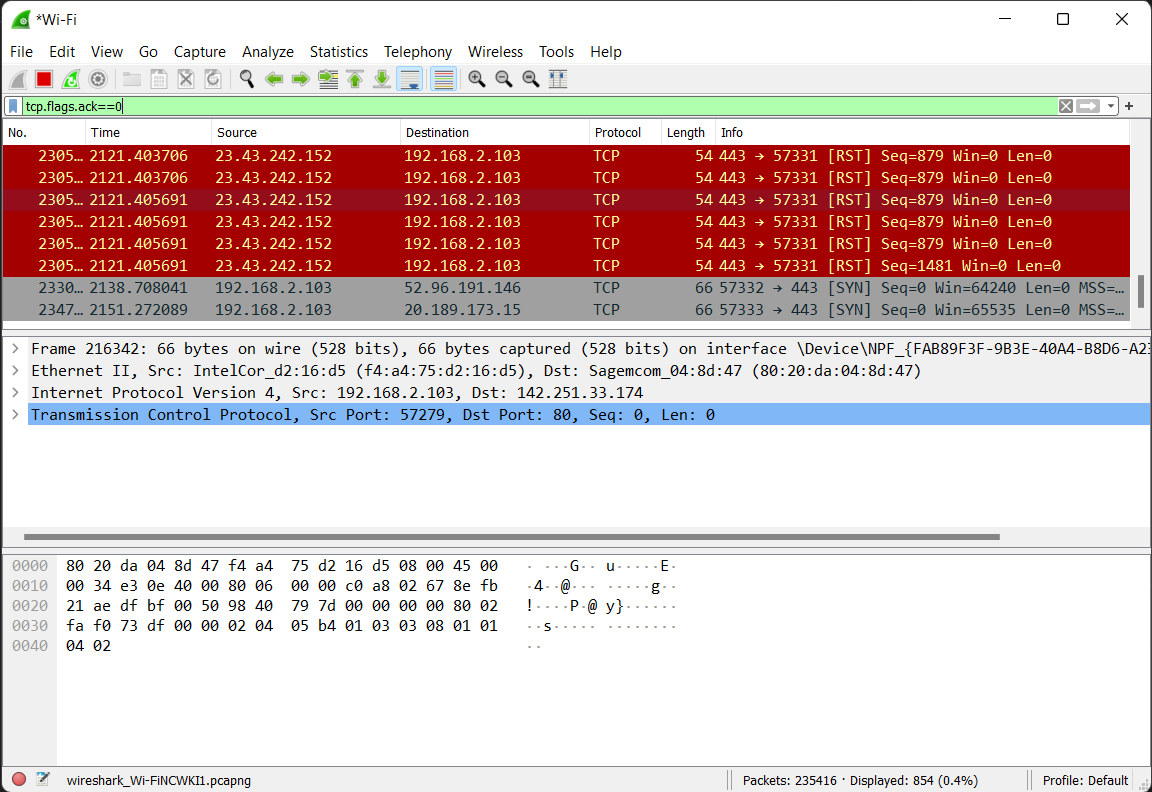 *Wi-Fi
File Edit View Go Capture Analyze Statistics Telephony Wireless Tools Help
tcp.flags.ack==0
No. Time Source Destination Protocol Length Info
2305… 2121.403706 23.43.242.152 192.168.2.103 TCP 54 443 → 57331 [RST] Seq=879 Win=0 Len=0
2305… 2121.403706 23.43.242.152 192.168.2.103 TCP 54 443 → 57331 [RST] Seq=879 Win=0 Len=0
2305… 2121.405691 23.43.242.152 192.168.2.103 TCP 54 443 → 57331 [RST] Seq=879 Win=0 Len=0
2305… 2121.405691 23.43.242.152 192.168.2.103 TCP 54 443 → 57331 [RST] Seq=879 Win=0 Len=0
2305… 2121.405691 23.43.242.152 192.168.2.103 TCP 54 443 → 57331 [RST] Seq=879 Win=0 Len=0
2305… 2121.405691 23.43.242.152 192.168.2.103 TCP 54 443 → 57331 [RST] Seq=1481 Win=0 Len=0
2330… 2138.708041 192.168.2.103 52.96.191.146 66 57332 → 443 [SYN] Seq=0 Win=64240 Len=0 MSS=…
2347… 2151.272089 192.168.2.103 20.189.173.15 66 57333 → 443 [SYN] Seq=0 Win=65535 Len=0 MSS=…
Frame 216342: 66 bytes on wire (528 bits), 66 bytes captured (528 bits) on interface \Device\NPF_{FAB89F3F-9B3E-40A4-B8D6-A23
Ethernet II, Src: IntelCor_d2:16:d5 (f4:a4:75:d2:16:d5), Dst: Sagemcom_04:8d:47 (80:20:da:04:8d:47)
Internet Protocol Version 4, Src: 192.168.2.103, Dst: 142.251.33.174
Transmission Control Protocol, Src Port: 57279, Dst Port: 80, Seq: 0, Len: 0
0000 80 20 da 04 8d 47 f4 a4 75 d2 16 d5 08 00 45 00 · ···G·· u·····E·
0010 00 34 e3 0e 40 00 80 06 00 00 c0 a8 02 67 8e fb ·4··@··· ·····g··
0020 21 ae df bf 00 50 98 40 79 7d 00 00 00 00 80 02 !····P·@ y}······
0030 fa f0 73 df 00 00 02 04 05 b4 01 03 03 08 01 01 ··s····· ········
0040 04 02 ··
wireshark_Wi-FiNCWKI1.pcapng Packets: 235416 · Displayed: 854 (0.4%) Profile: Default